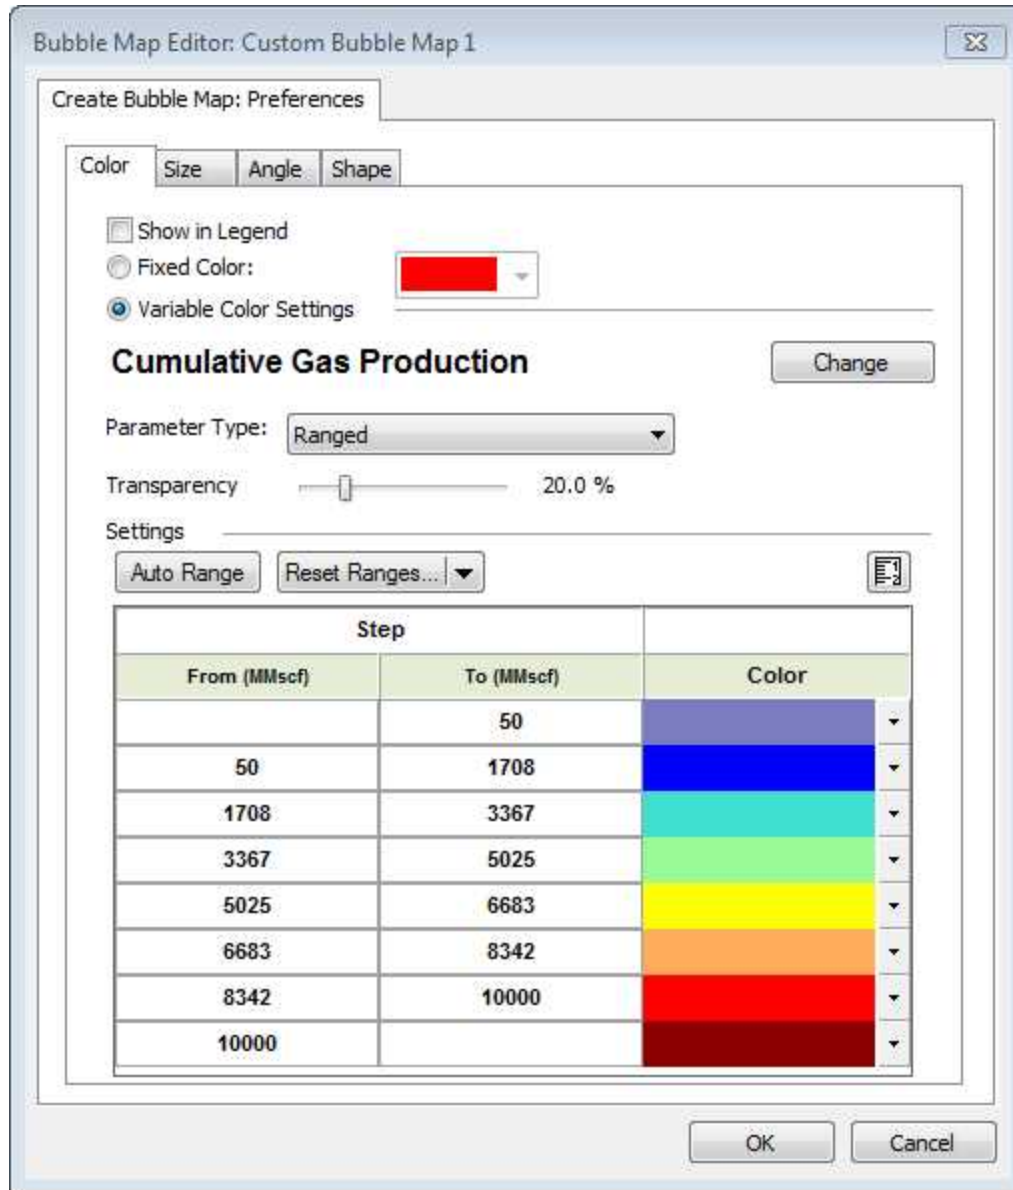 Bubble Map Editor: Custom Bubble Map 1
Create Bubble Map: Preferences
Color Size Angle Shape
Show in Legend
Fixed Color:
Variable Color Settings
Cumulative Gas Production Change
Parameter Type: Ranged
Transparency 20.0 %
Settings
Auto Range Reset Ranges...
Step
From (MMscf) To (MMscf) Color
50
50 1708
1708 3367
3367 5025
5025 6683
6683 8342
8342 10000
10000
OK Cancel